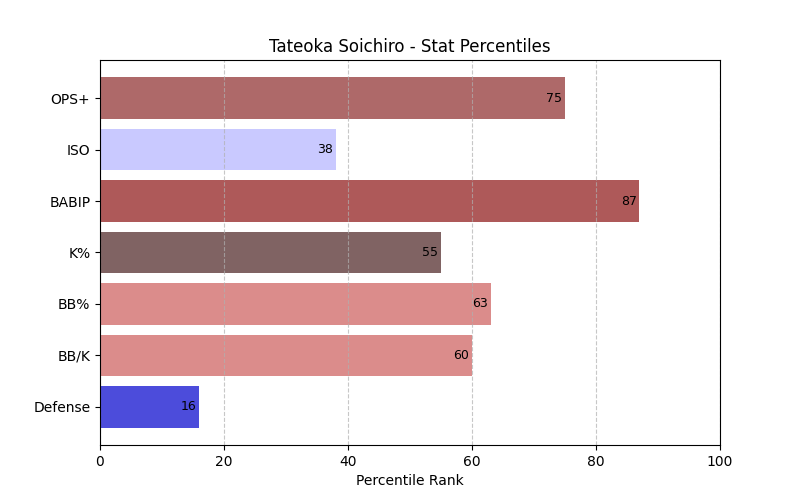 Tateoka Soichiro - Stat Percentiles
OPS+ 75
ISO 38
BABIP 87
K% 55
BB% 63
BB/K 60
Defense 16
0 20 40 60 80 100
Percentile Rank